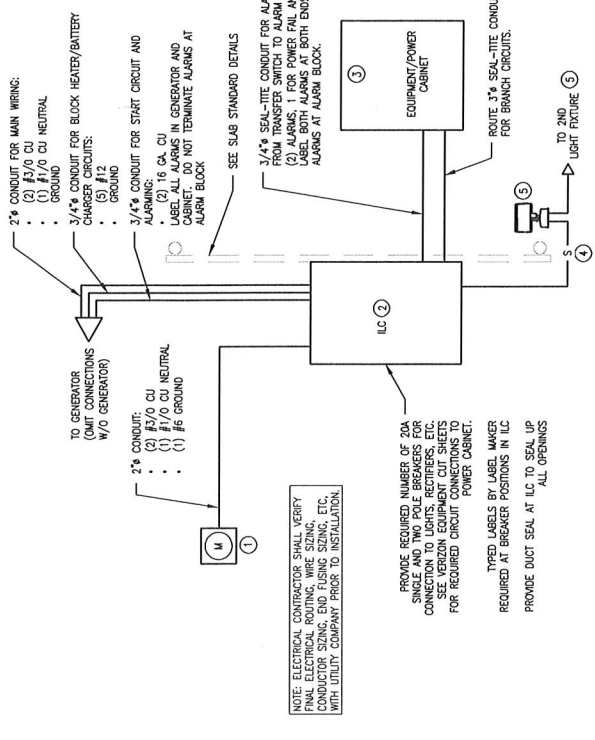 2"ø CONDUIT FOR MAIN WIRING:
• (2) #3/0 CU
• (1) #1/0 CU NEUTRAL
GROUND
3/4"ø CONDUIT FOR BLOCK HEATER/BATTERY
CHARGER CIRCUITS:
• (5) #12
GROUND
3/4"ø CONDUIT FOR START CIRCUIT AND
ALARMING:
• (2) 16 GA. CU
LABEL ALL ALARMS IN GENERATOR AND
CABINET. DO NOT TERMINATE ALARMS AT
ALARM BLOCK
SEE SLAB STANDARD DETAILS
3/4"ø SEAL-TITE CONDUIT FOR
FROM TRANSFER SWITCH TO ALARM
(2) ALARMS, 1 FOR POWER FAIL
LABEL BOTH ALARMS AT BOTH ENDS
ALARMS AT ALARM BLOCK.
3
EQUIPMENT/POWER
CABINET
ROUTE 3"ø SEAL-TITE
FOR BRANCH CIRCUITS.
TO GENERATOR
(OMIT CONNECTIONS
W/O GENERATOR)
2"ø CONDUIT:
• (2) #3/0 CU
• (1) #1/0 CU NEUTRAL
• (1) #6 GROUND
M
1
ILC 2
5
TO 2ND
LIGHT FIXTURE 5
S
4
NOTE: ELECTRICAL CONTRACTOR SHALL VERIFY
FINAL ELECTRICAL ROUTING, WIRE SIZING,
CONDUCTOR SIZING, END FUSING SIZING, ETC,
WITH UTILITY COMPANY PRIOR TO INSTALLATION.
PROVIDE REQUIRED NUMBER OF 20A
SINGLE AND TWO POLE BREAKERS FOR
CONNECTION TO LIGHTS, RECTIFIERS, ETC.
SEE VERIZON EQUIPMENT CUT SHEETS
FOR REQUIRED CIRCUIT CONNECTIONS TO
POWER CABINET.
TYPED LABELS BY LABEL MAKER
REQUIRED AT BREAKER POSITIONS IN ILC
PROVIDE DUCT SEAL AT ILC TO SEAL UP
ALL OPENINGS